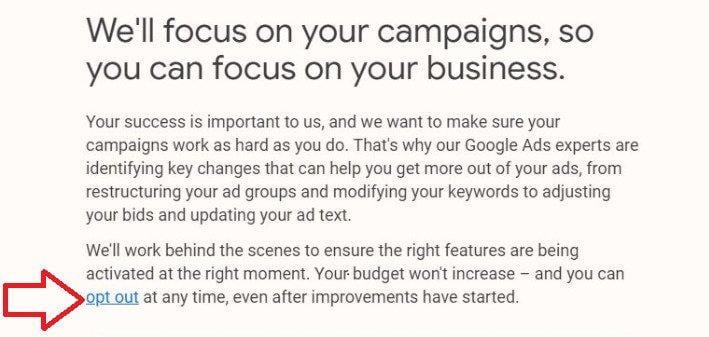 We'll focus on your campaigns, so
you can focus on your business.
Your success is important to us, and we want to make sure your
campaigns work as hard as you do. That's why our Google Ads experts are
identifying key changes that can help you get more out of your ads, from
restructuring your ad groups and modifying your keywords to adjusting
your bids and updating your ad text.
We'll work behind the scenes to ensure the right features are being
activated at the right moment. Your budget won't increase – and you can
opt out at any time, even after improvements have started.